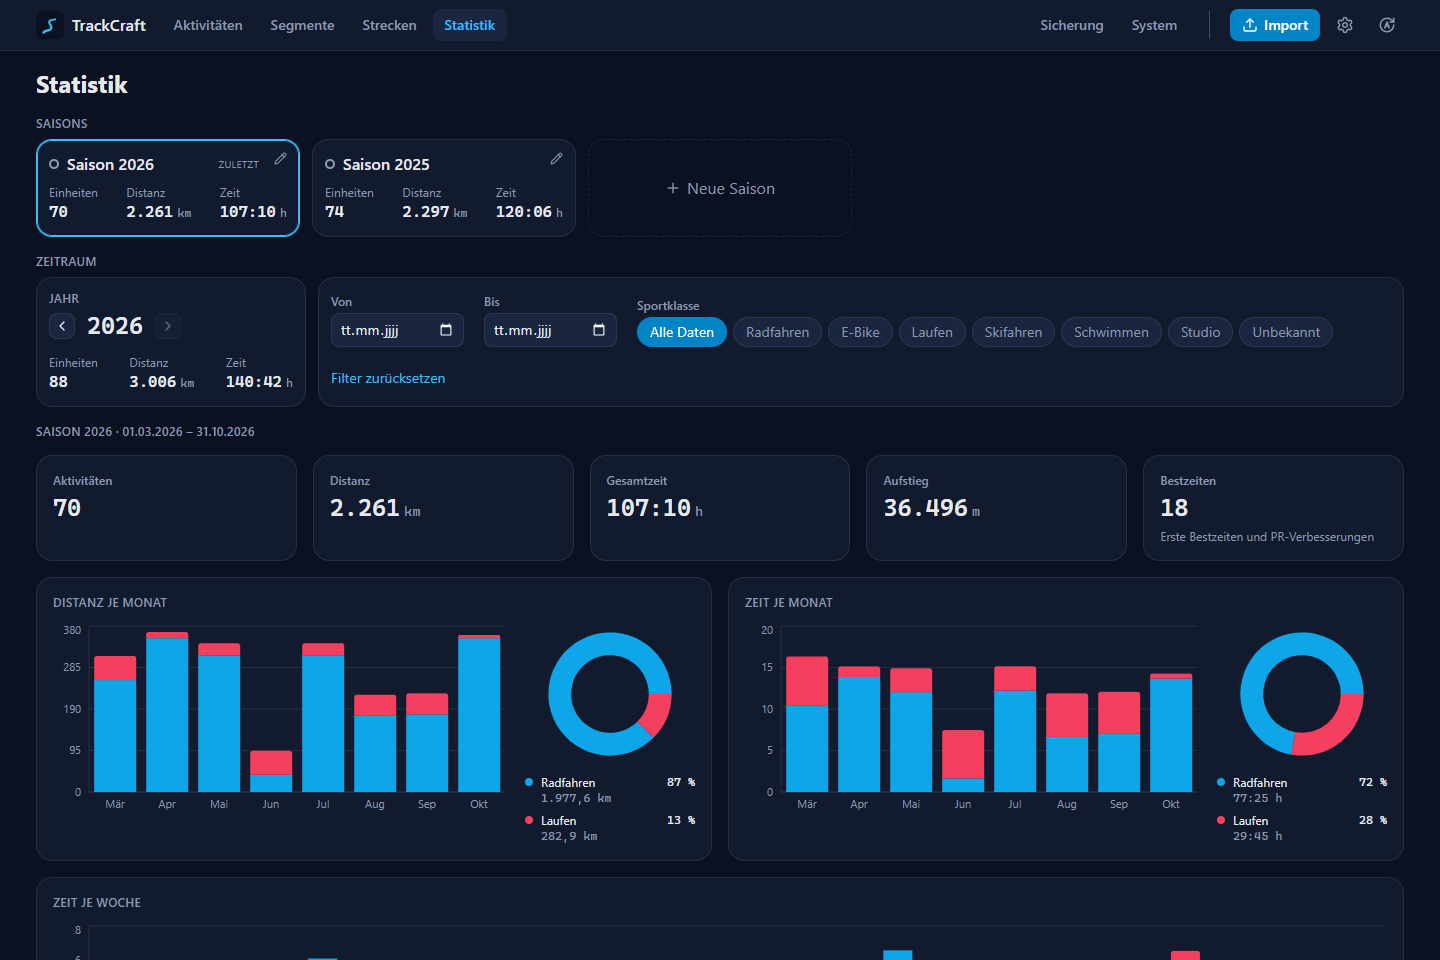 TrackCraft Aktivitäten Segmente Strecken Statistik Sicherung System Import
Statistik
SAISONS
Saison 2026 ZULETZT
Einheiten Distanz Zeit
70 2.261 km 107:10 h
Saison 2025
Einheiten Distanz Zeit
74 2.297 km 120:06 h
+ Neue Saison
ZEITRAUM
JAHR
2026
Einheiten Distanz Zeit
88 3.006 km 140:42 h
Von Bis Sportklasse
tt.mm.jjjj tt.mm.jjjj Alle Daten Radfahren E-Bike Laufen Skifahren Schwimmen Studio Unbekannt
Filter zurücksetzen
SAISON 2026 · 01.03.2026 – 31.10.2026
Aktivitäten
70
Distanz
2.261 km
Gesamtzeit
107:10 h
Aufstieg
36.496 m
Bestzeiten
18
Erste Bestzeiten und PR-Verbesserungen
DISTANZ JE MONAT
380
285
190
95
0
Mär Apr Mai Jun Jul Aug Sep Okt
Radfahren 87 %
1.977,6 km
Laufen 13 %
282,9 km
ZEIT JE MONAT
20
15
10
5
0
Mär Apr Mai Jun Jul Aug Sep Okt
Radfahren 72 %
77:25 h
Laufen 28 %
29:45 h
ZEIT JE WOCHE
8
6